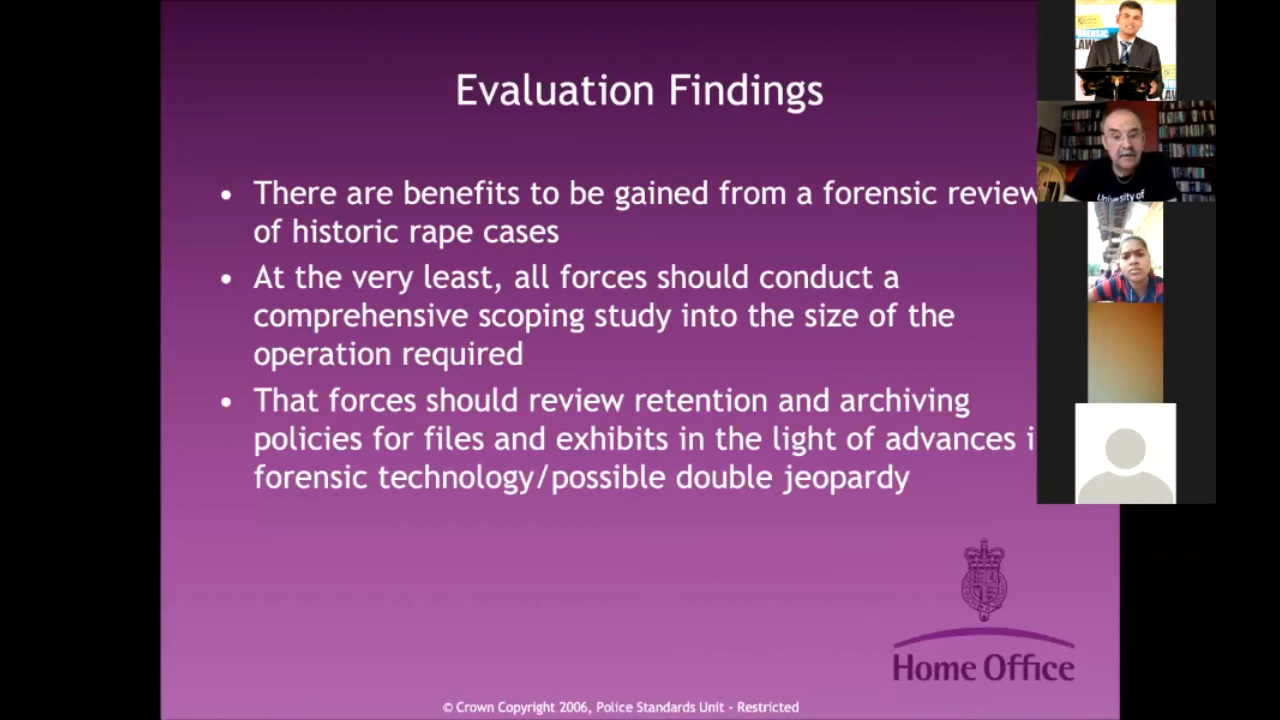 Evaluation Findings
• There are benefits to be gained from a forensic review
of historic rape cases
• At the very least, all forces should conduct a
comprehensive scoping study into the size of the
operation required
• That forces should review retention and archiving
policies for files and exhibits in the light of advances i
forensic technology/possible double jeopardy
Home Office
© Crown Copyright 2006, Police Standards Unit - Restricted
University of